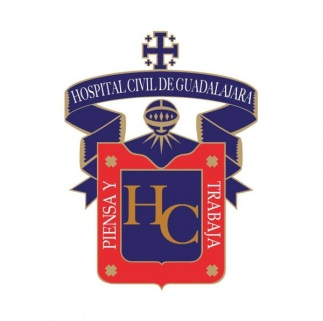 HOSPITAL CIVIL DE GUADALAJARA
PIENSA Y
TRABAJA
HC